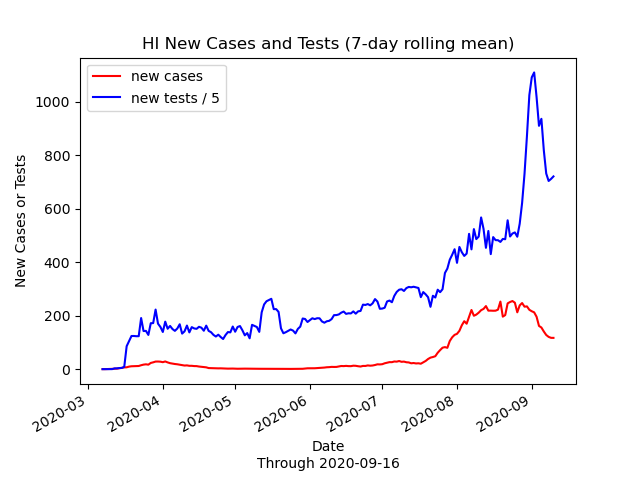 HI New Cases and Tests (7-day rolling mean)
new cases
new tests / 5
New Cases or Tests
1000
800
600
400
200
0
2020-03
2020-04
2020-05
2020-06
2020-07
2020-08
2020-09
Date
Through 2020-09-16